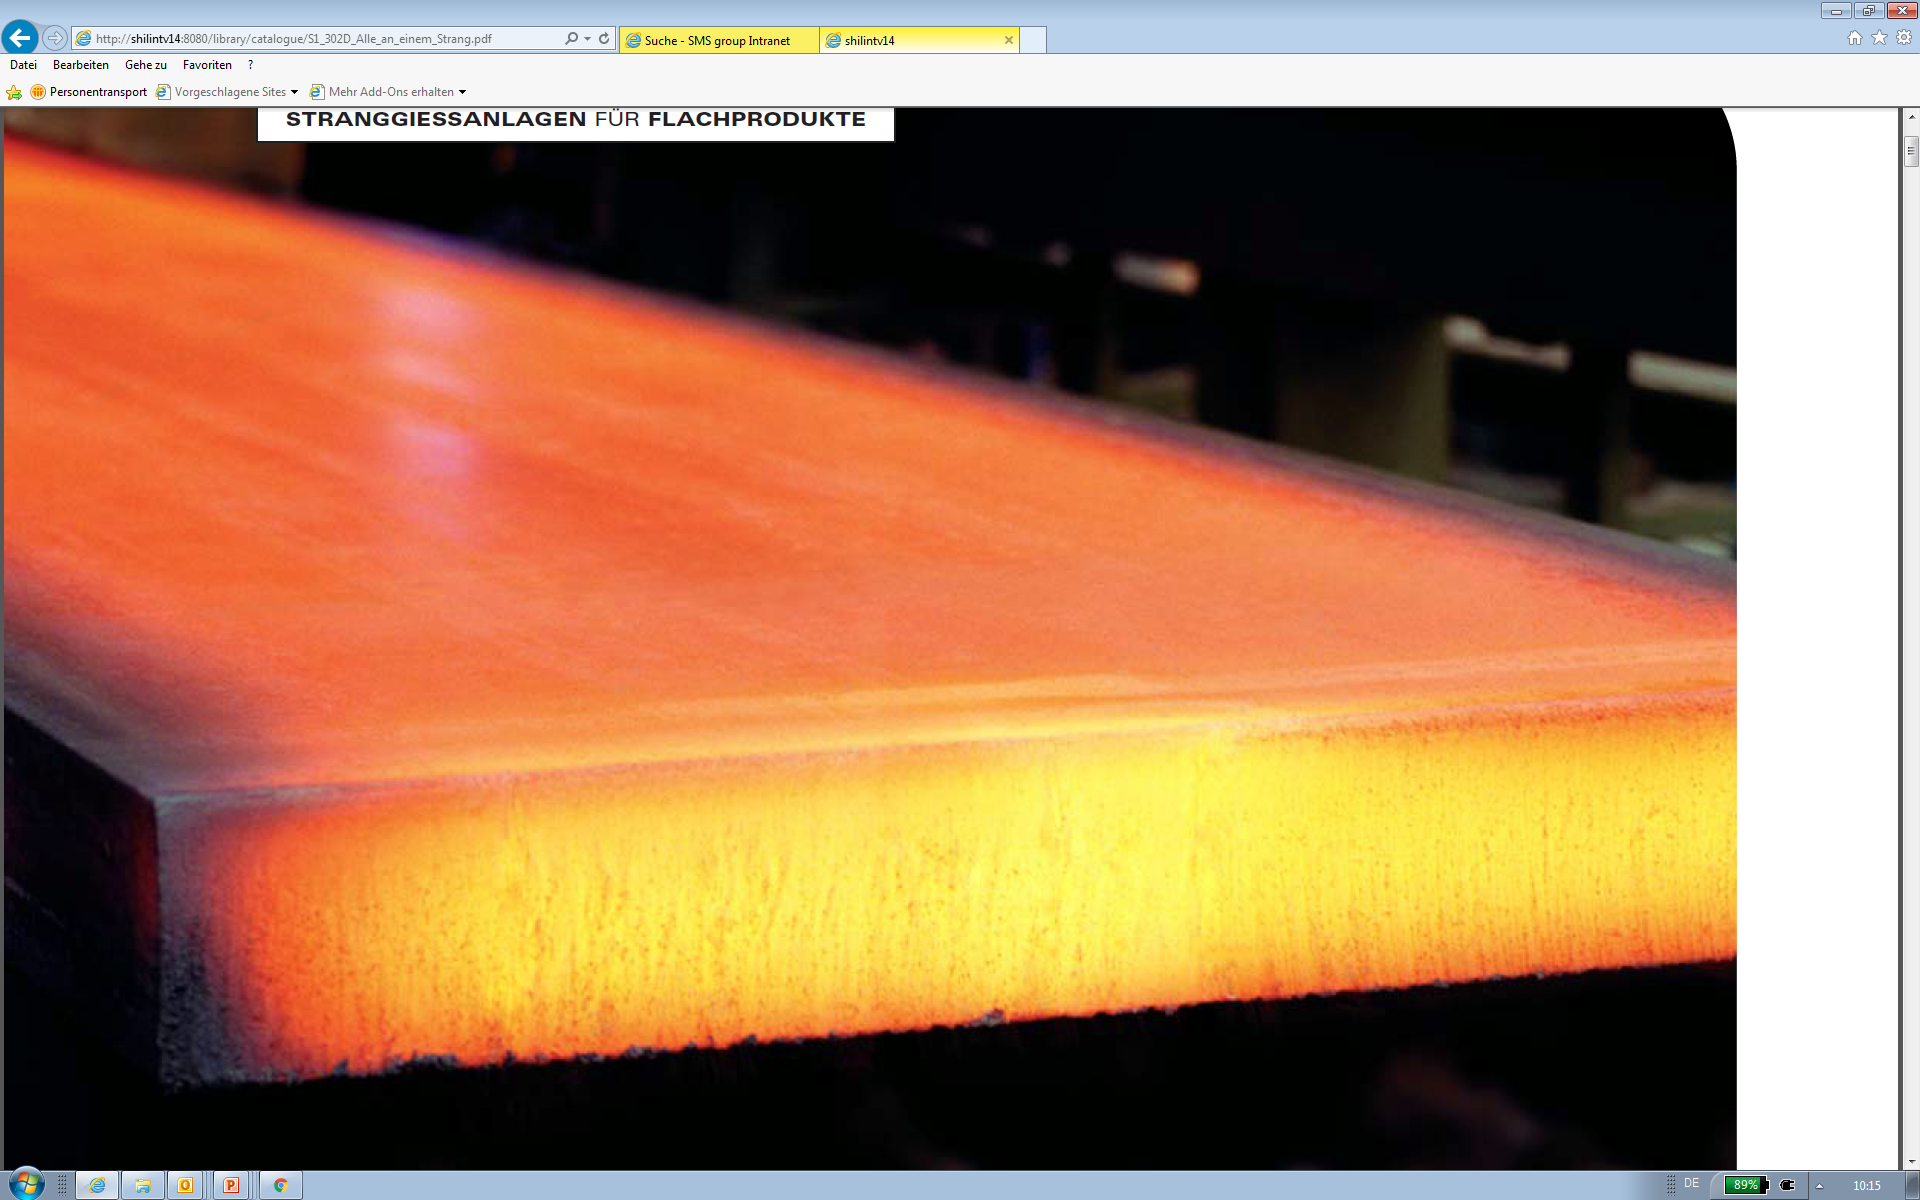 http://shilintv14:8080/library/catalogue/S1_302D_Alle_an_einem_Strang.pdf
Suche - SMS group Intranet
shilintv14
Datei Bearbeiten Gehe zu Favoriten ?
Personentransport Vorgeschlagene Sites Mehr Add-Ons erhalten
STRANGGIESSANLAGEN FÜR FLACHPRODUKTE
DE 89% 10:15